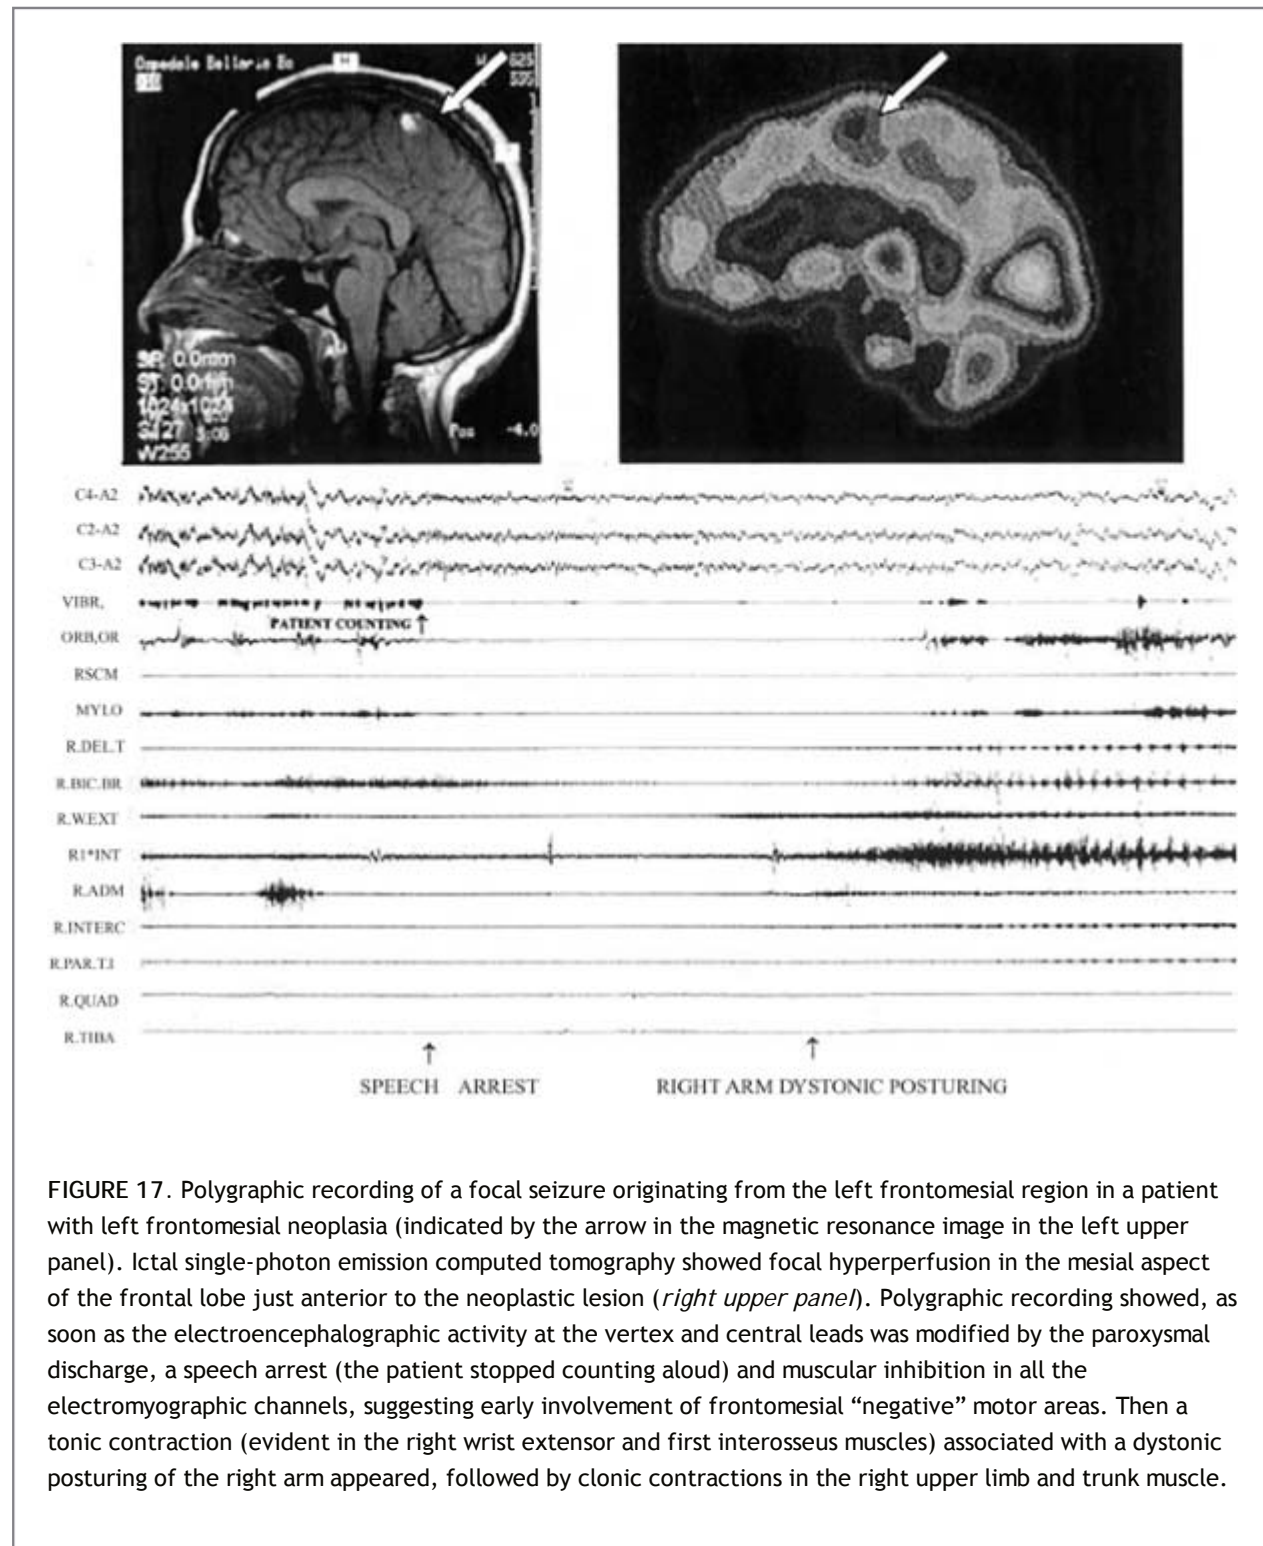 Ospedale Bellaria Bo
W 825
335
SP 0.0mm
ST 0.0mm
1024x1024
W255
Pos -4.0
C4-A2
C2-A2
C3-A2
VIBR,
PATIENT COUNTING ↑
ORB,OR
RSCM
MYLO
R.DEL.T
R.BIC.BR
R.W.EXT
R1*INT
R.ADM
R.INTERC
R.PAR.T.I
R.QUAD
R.TIBA
SPEECH ARREST
RIGHT ARM DYSTONIC POSTURING
FIGURE 17. Polygraphic recording of a focal seizure originating from the left frontomesial region in a patient
with left frontomesial neoplasia (indicated by the arrow in the magnetic resonance image in the left upper
panel). Ictal single-photon emission computed tomography showed focal hyperperfusion in the mesial aspect
of the frontal lobe just anterior to the neoplastic lesion (right upper panel). Polygraphic recording showed, as
soon as the electroencephalographic activity at the vertex and central leads was modified by the paroxysmal
discharge, a speech arrest (the patient stopped counting aloud) and muscular inhibition in all the
electromyographic channels, suggesting early involvement of frontomesial “negative” motor areas. Then a
tonic contraction (evident in the right wrist extensor and first interosseus muscles) associated with a dystonic
posturing of the right arm appeared, followed by clonic contractions in the right upper limb and trunk muscle.